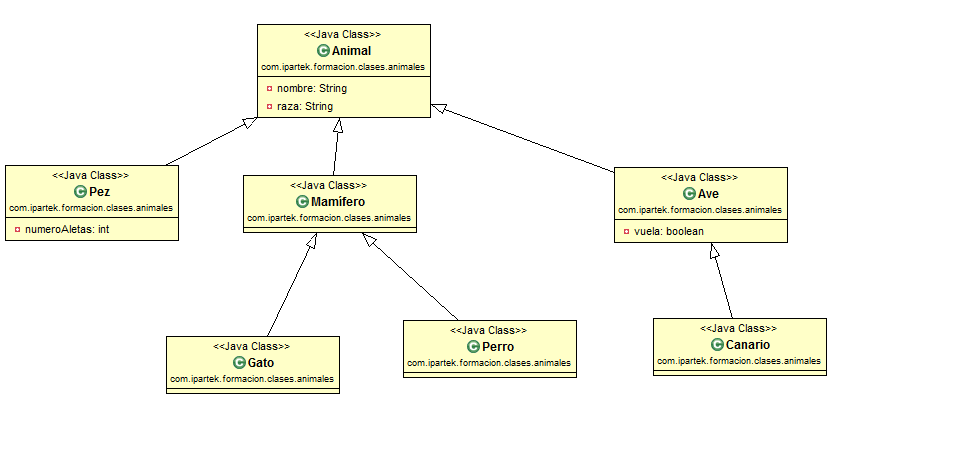 <<Java Class>>
Animal
com.ipartek.formacion.clases.animales
nombre: String
raza: String
<<Java Class>>
Pez
com.ipartek.formacion.clases.animales
numeroAletas: int
<<Java Class>>
Mamífero
com.ipartek.formacion.clases.animales
<<Java Class>>
Ave
com.ipartek.formacion.clases.animales
vuela: boolean
<<Java Class>>
Gato
com.ipartek.formacion.clases.animales
<<Java Class>>
Perro
com.ipartek.formacion.clases.animales
<<Java Class>>
Canario
com.ipartek.formacion.clases.animales